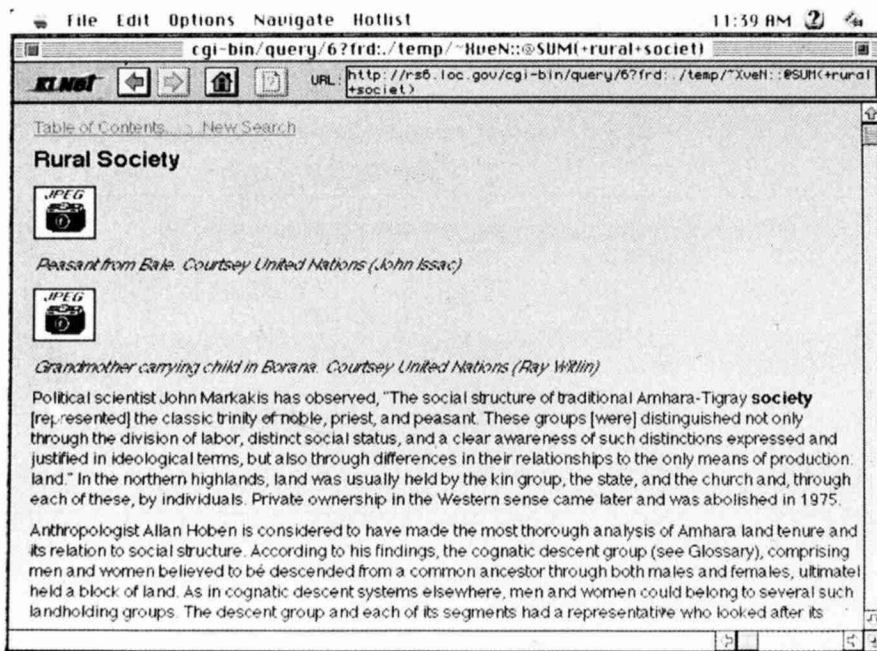 File Edit Options Navigate Hotlist 11:39 AM
cgi-bin/query/6?frd:./temp/~XveN::@SUM(+rural+societ)
EINet URL: http://rs6.loc.gov/cgi-bin/query/6?frd:./temp/~XveN::@SUM(+rural
+societ)
Table of Contents New Search
Rural Society
JPEG
Peasant from Bale. Courtsey United Nations (John Issac)
JPEG
Grandmother carrying child in Borana. Courtsey United Nations (Ray Witlin)
Political scientist John Markakis has observed, "The social structure of traditional Amhara-Tigray society
[represented] the classic trinity of noble, priest, and peasant. These groups [were] distinguished not only
through the division of labor, distinct social status, and a clear awareness of such distinctions expressed and
justified in ideological terms, but also through differences in their relationships to the only means of production:
land." In the northern highlands, land was usually held by the kin group, the state, and the church and, through
each of these, by individuals. Private ownership in the Western sense came later and was abolished in 1975.
Anthropologist Allan Hoben is considered to have made the most thorough analysis of Amhara land tenure and
its relation to social structure. According to his findings, the cognatic descent group (see Glossary), comprising
men and women believed to be descended from a common ancestor through both males and females, ultimatel
held a block of land. As in cognatic descent systems elsewhere, men and women could belong to several such
landholding groups. The descent group and each of its segments had a representative who looked after its